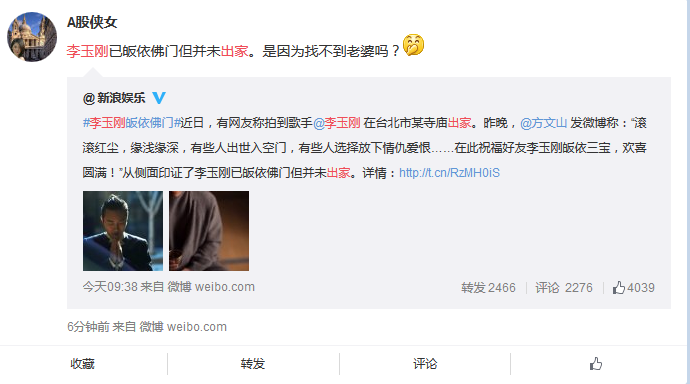 A股侠女
李玉刚已皈依佛门但并未出家。是因为找不到老婆吗？
@新浪娱乐
#李玉刚皈依佛门#近日，有网友称拍到歌手@李玉刚 在台北市某寺庙出家。昨晚，@方文山 发微博称：“滚
滚红尘，缘浅缘深，有些人出世入空门，有些人选择放下情仇爱恨……在此祝福好友李玉刚皈依三宝，欢喜
圆满！”从侧面印证了李玉刚已皈依佛门但并未出家。详情：http://t.cn/RzMH0iS
今天09:38 来自 微博 weibo.com 转发 2466 评论 2276 4039
6分钟前 来自 微博 weibo.com
收藏 转发 评论